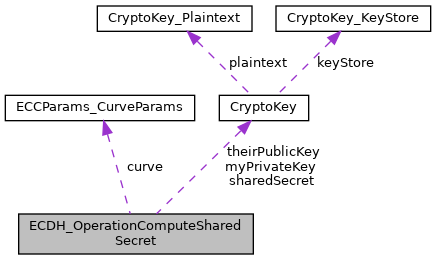 CryptoKey_Plaintext
CryptoKey_KeyStore
plaintext
keyStore
ECCParams_CurveParams
CryptoKey
curve
theirPublicKey
myPrivateKey
sharedSecret
ECDH_OperationComputeShared
Secret